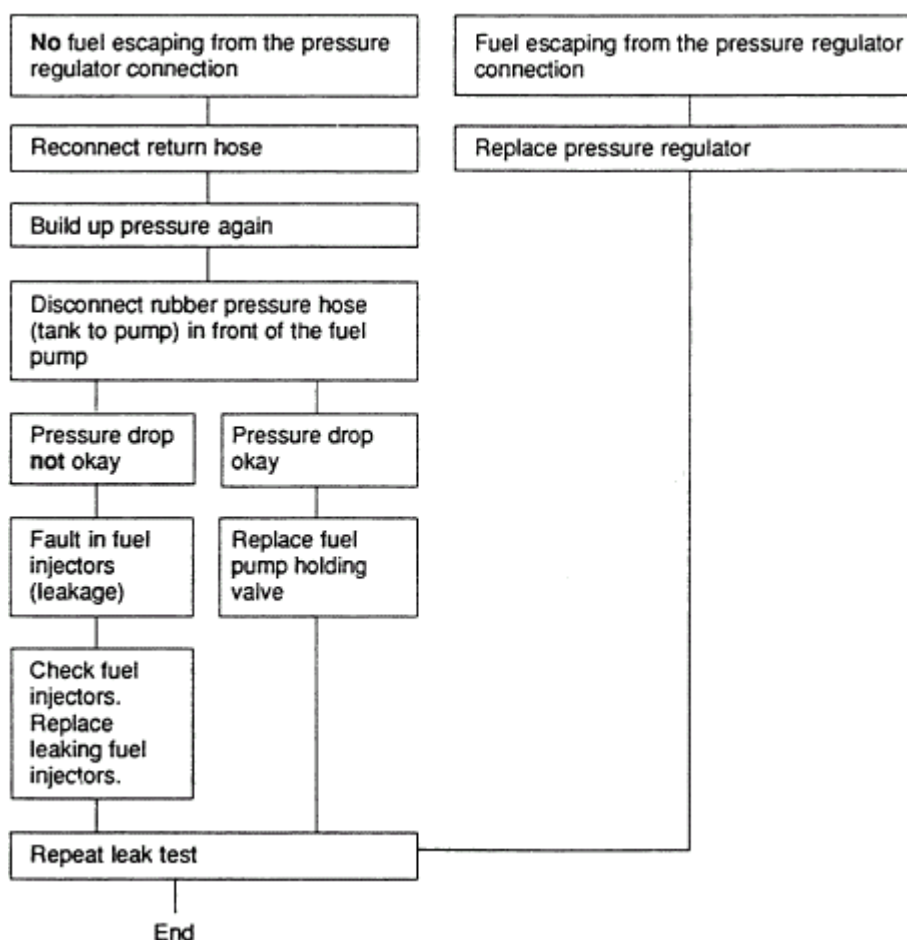 No fuel escaping from the pressure
regulator connection
Fuel escaping from the pressure regulator
connection
Reconnect return hose
Replace pressure regulator
Build up pressure again
Disconnect rubber pressure hose
(tank to pump) in front of the fuel
pump
Pressure drop
not okay
Pressure drop
okay
Fault in fuel
injectors
(leakage)
Replace fuel
pump holding
valve
Check fuel
injectors.
Replace
leaking fuel
injectors.
Repeat leak test
End